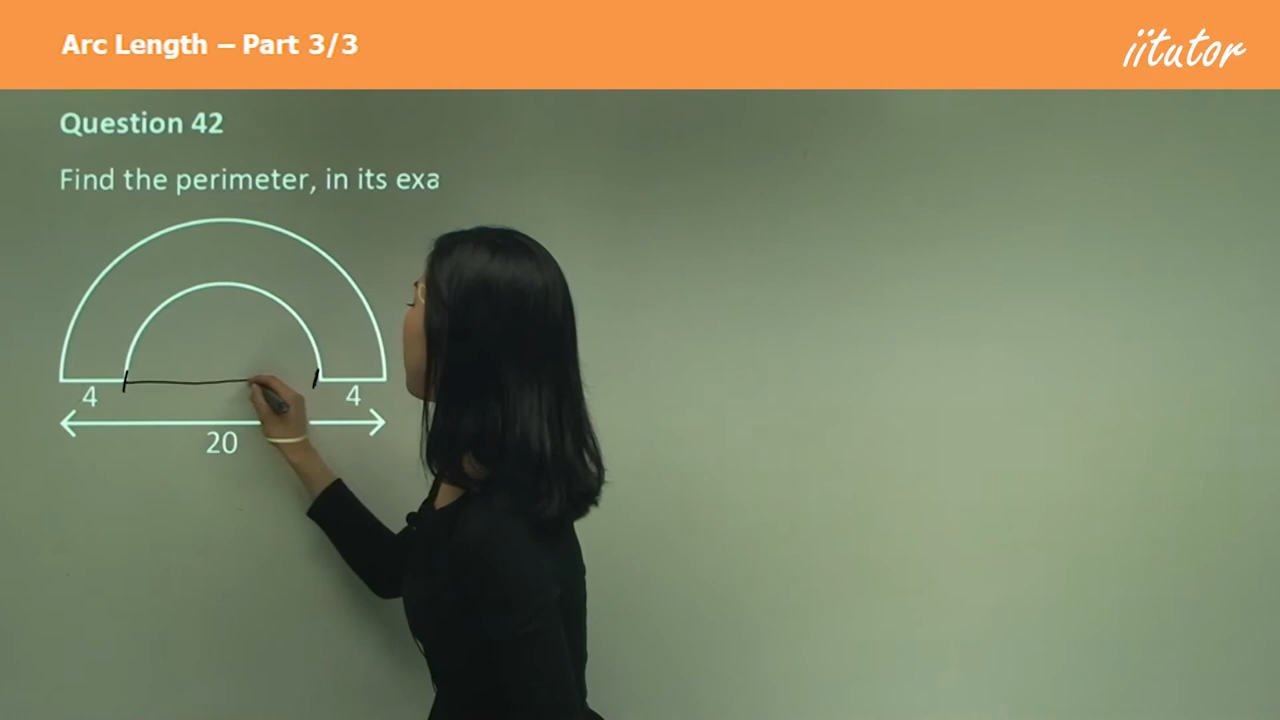 Arc Length – Part 3/3
iitutor
Question 42
Find the perimeter, in its exa
4
4
20